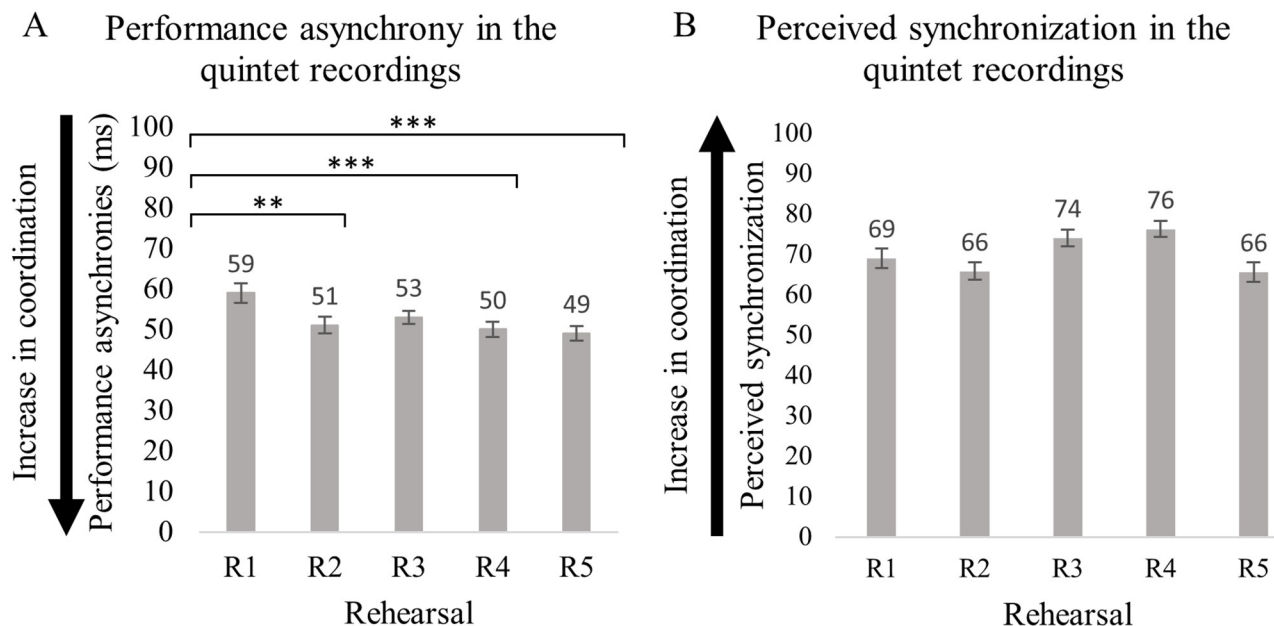 A
Performance asynchrony in the
quintet recordings
Increase in coordination
Performance asynchronies (ms)
100
90
80
70
60
50
40
30
20
10
0
***
***
**
59
51
53
50
49
R1
R2
R3
R4
R5
Rehearsal
B
Perceived synchronization in the
quintet recordings
Increase in coordination
Perceived synchronization
100
90
80
70
60
50
40
30
20
10
0
69
66
74
76
66
R1
R2
R3
R4
R5
Rehearsal